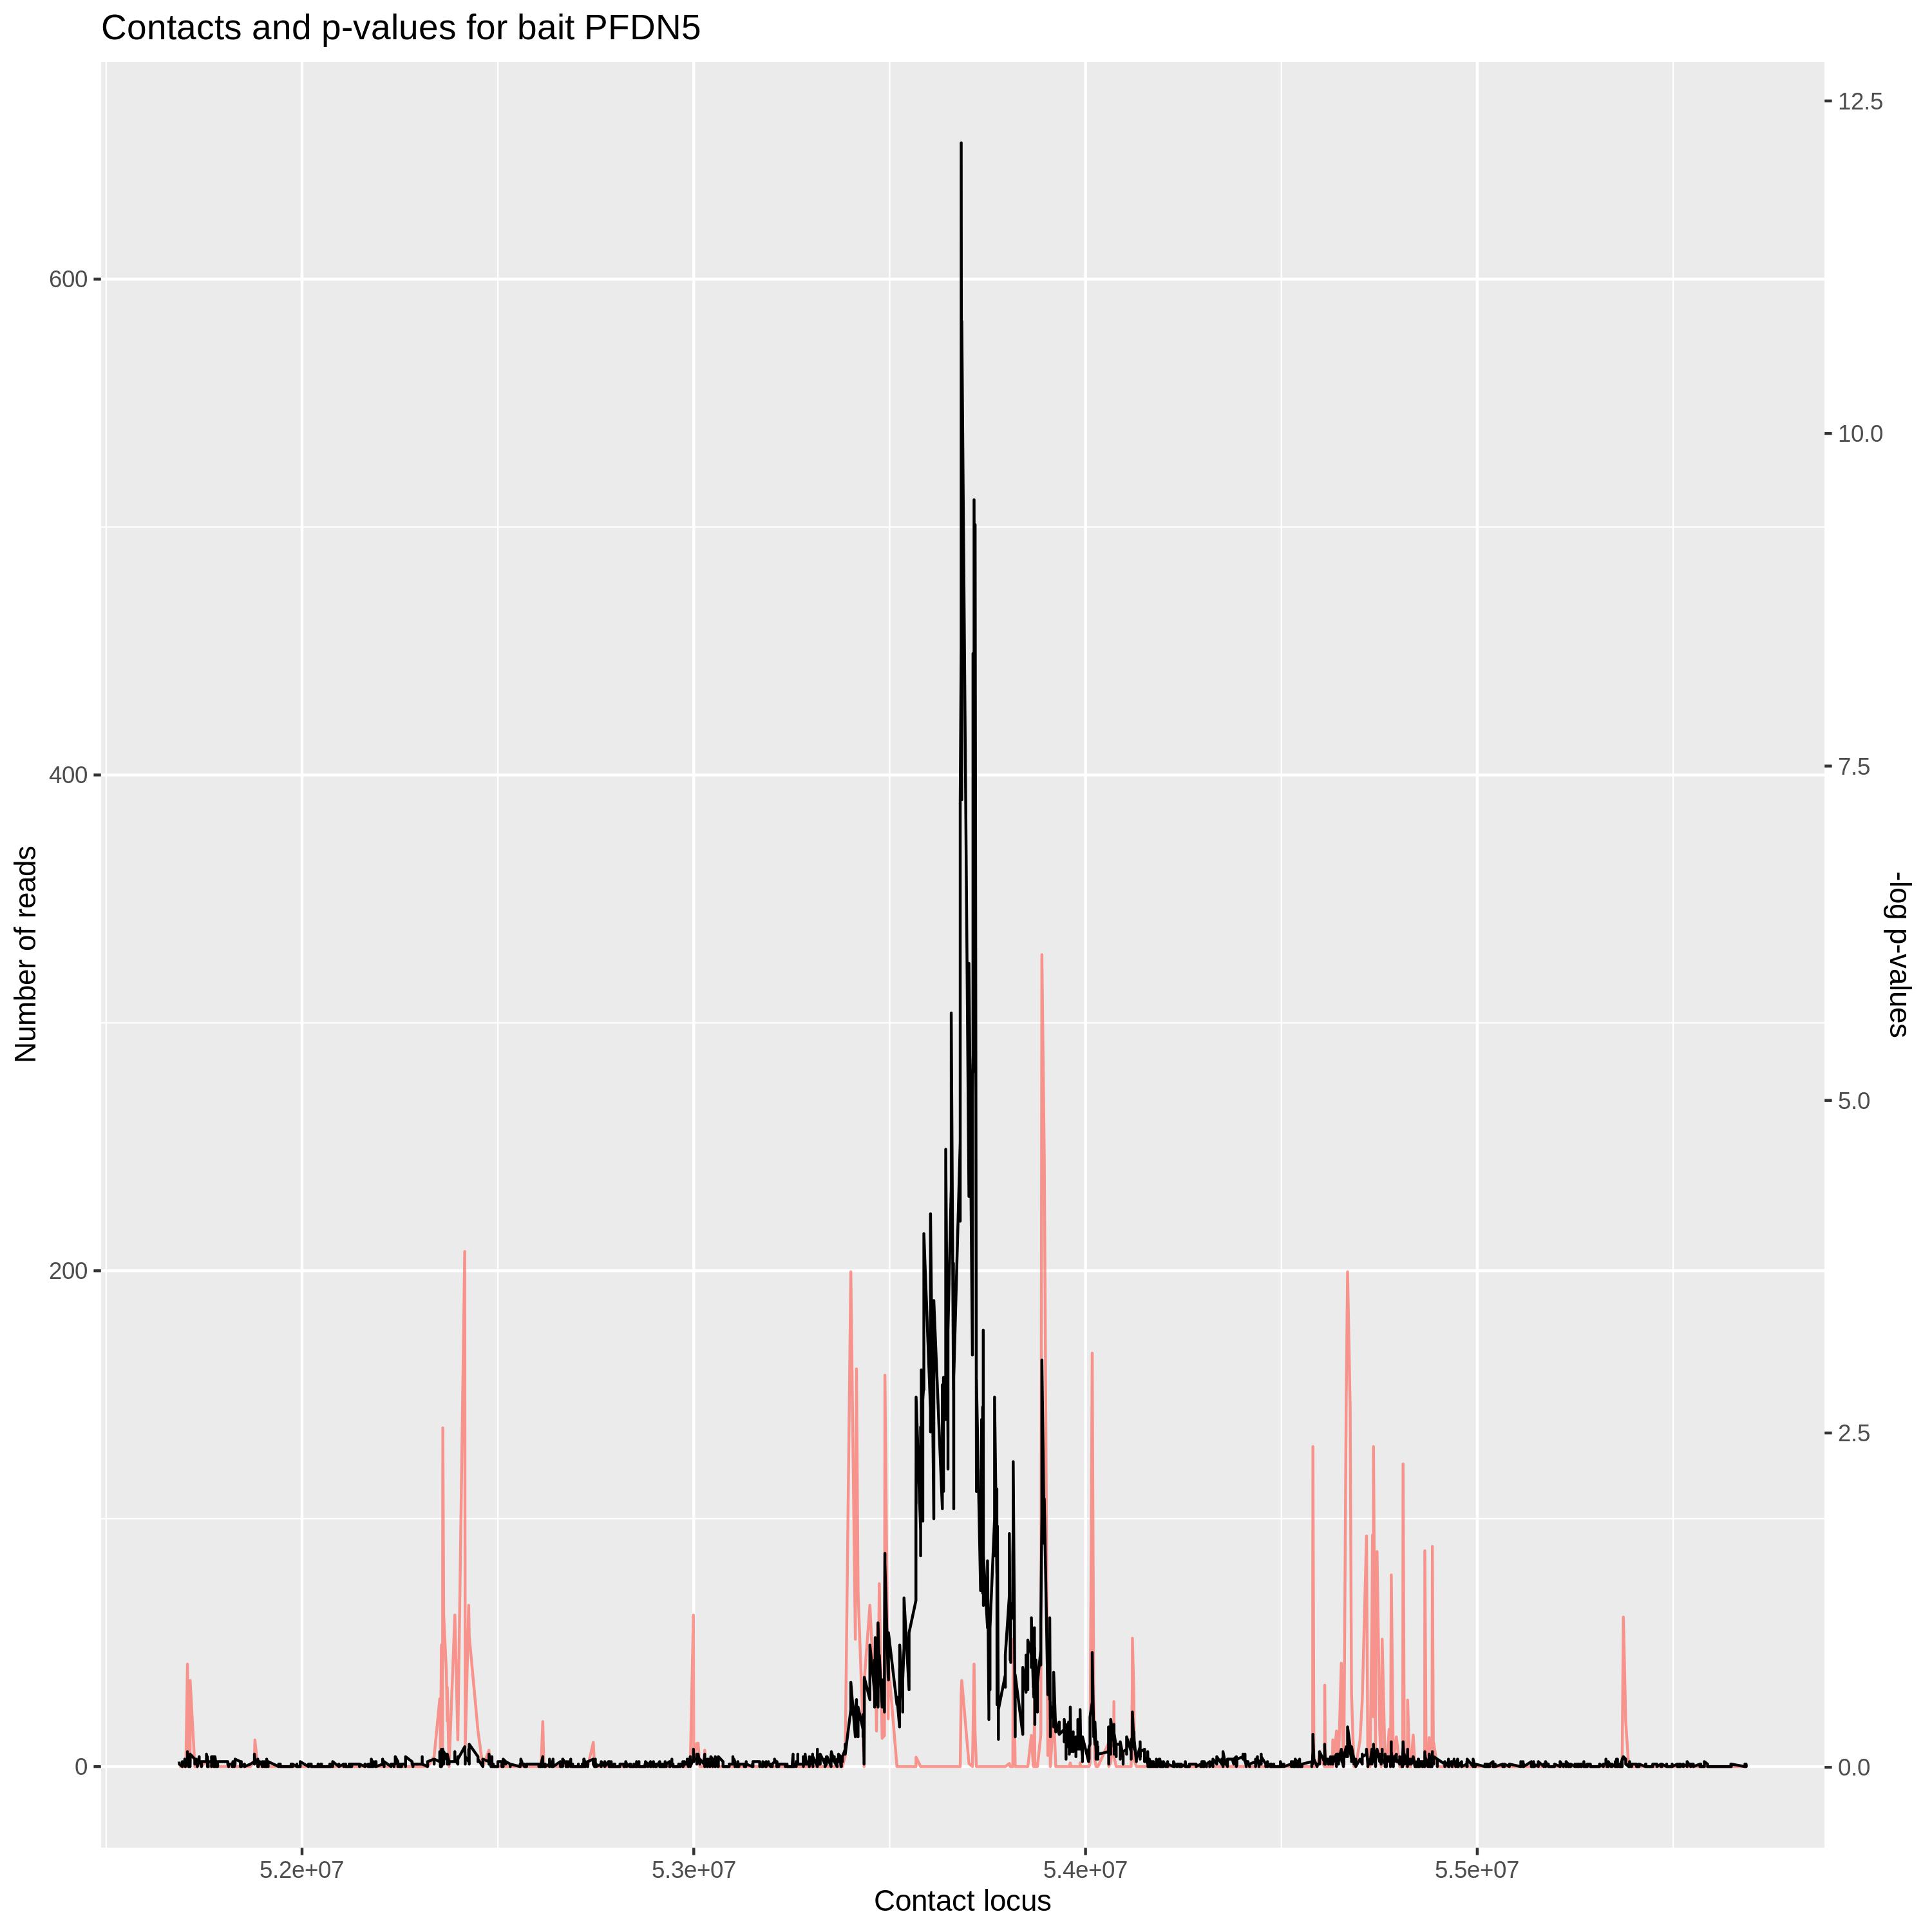 Contacts and p-values for bait PFDN5
12.5
600
10.0
400
7.5
Number of reads
-log p-values
5.0
200
2.5
0
0.0
5.2e+07
5.3e+07
5.4e+07
5.5e+07
Contact locus